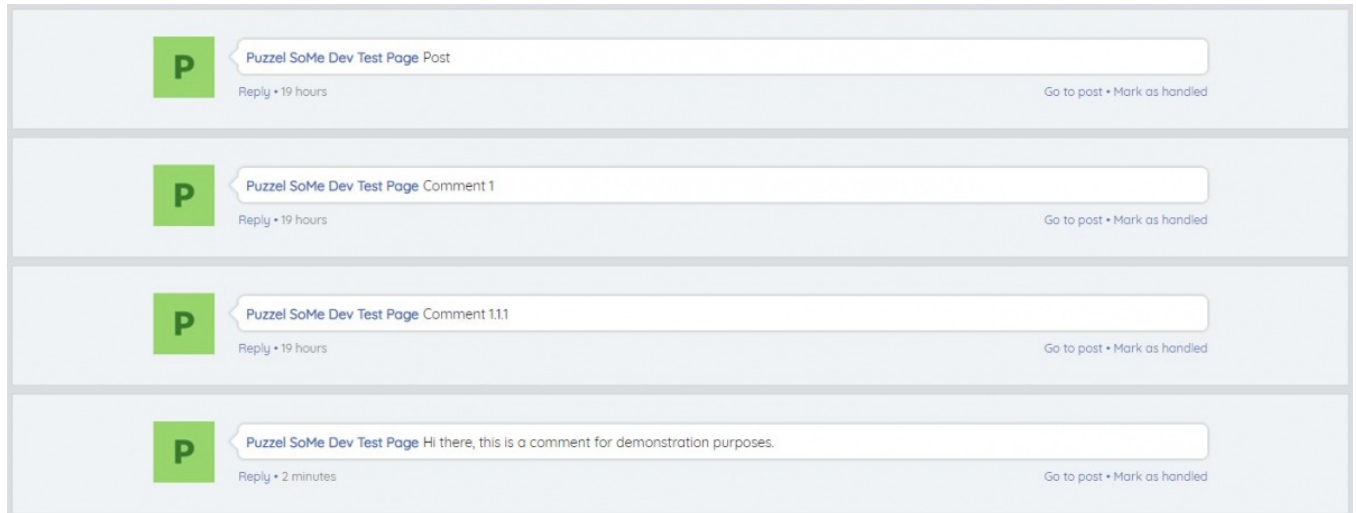 P
Puzzel SoMe Dev Test Page Post
Reply • 19 hours Go to post • Mark as handled
P
Puzzel SoMe Dev Test Page Comment 1
Reply • 19 hours Go to post • Mark as handled
P
Puzzel SoMe Dev Test Page Comment 1.1.1
Reply • 19 hours Go to post • Mark as handled
P
Puzzel SoMe Dev Test Page Hi there, this is a comment for demonstration purposes.
Reply • 2 minutes Go to post • Mark as handled